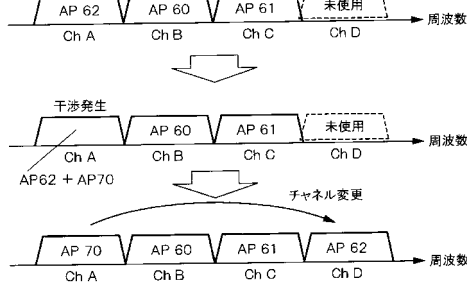 AP 62 AP 60 AP 61 未使用
Ch A Ch B Ch C Ch D 周波数
干渉発生
AP 60 AP 61 未使用
Ch A Ch B Ch C Ch D 周波数
AP62 + AP70
チャネル変更
AP 70 AP 60 AP 61 AP 62
Ch A Ch B Ch C Ch D 周波数